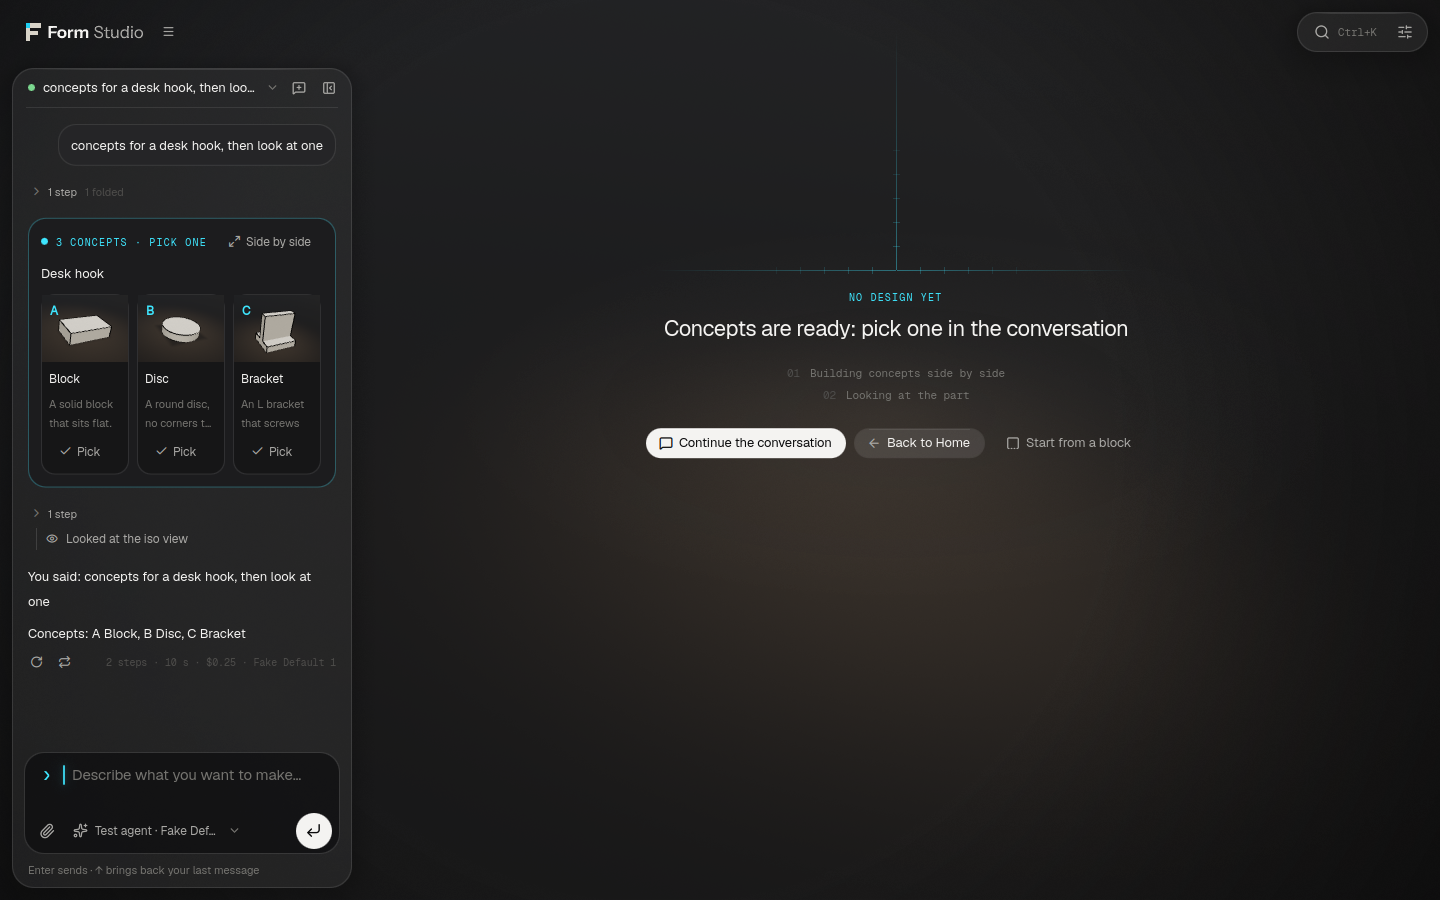 Form Studio
Ctrl+K
concepts for a desk hook, then loo...
concepts for a desk hook, then look at one
1 step 1 folded
3 CONCEPTS · PICK ONE
Side by side
Desk hook
A
B
C
Block
A solid block
that sits flat.
Pick
Disc
A round disc,
no corners t...
Pick
Bracket
An L bracket
that screws
Pick
1 step
Looked at the iso view
You said: concepts for a desk hook, then look at
one
Concepts: A Block, B Disc, C Bracket
2 steps · 10 s · $0.25 · Fake Default 1
Describe what you want to make...
Test agent · Fake Def...
Enter sends · ↑ brings back your last message
NO DESIGN YET
Concepts are ready: pick one in the conversation
01 Building concepts side by side
02 Looking at the part
Continue the conversation
Back to Home
Start from a block